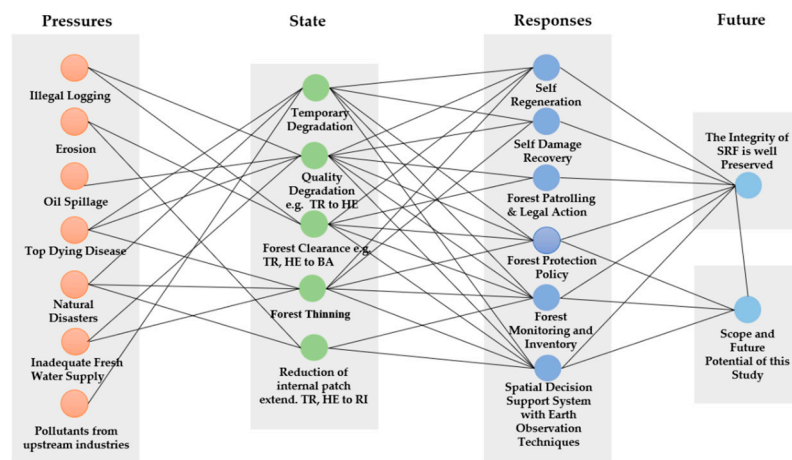 Pressures
State
Responses
Future
Illegal Logging
Erosion
Oil Spillage
Top Dying Disease
Natural
Disasters
Inadequate Fresh
Water Supply
Pollutants from
upstream industries
Temporary
Degradation
Quality
Degradation
e.g. TR to HE
Forest Clearance e.g.
TR, HE to BA
Forest Thinning
Reduction of
internal patch
extend. TR, HE to RI
Self
Regeneration
Self Damage
Recovery
Forest Patrolling
& Legal Action
Forest Protection
Policy
Forest
Monitoring and
Inventory
Spatial Decision
Support System
with Earth
Observation
Techniques
The Integrity of
SRF is well
Preserved
Scope and
Future
Potential of this
Study